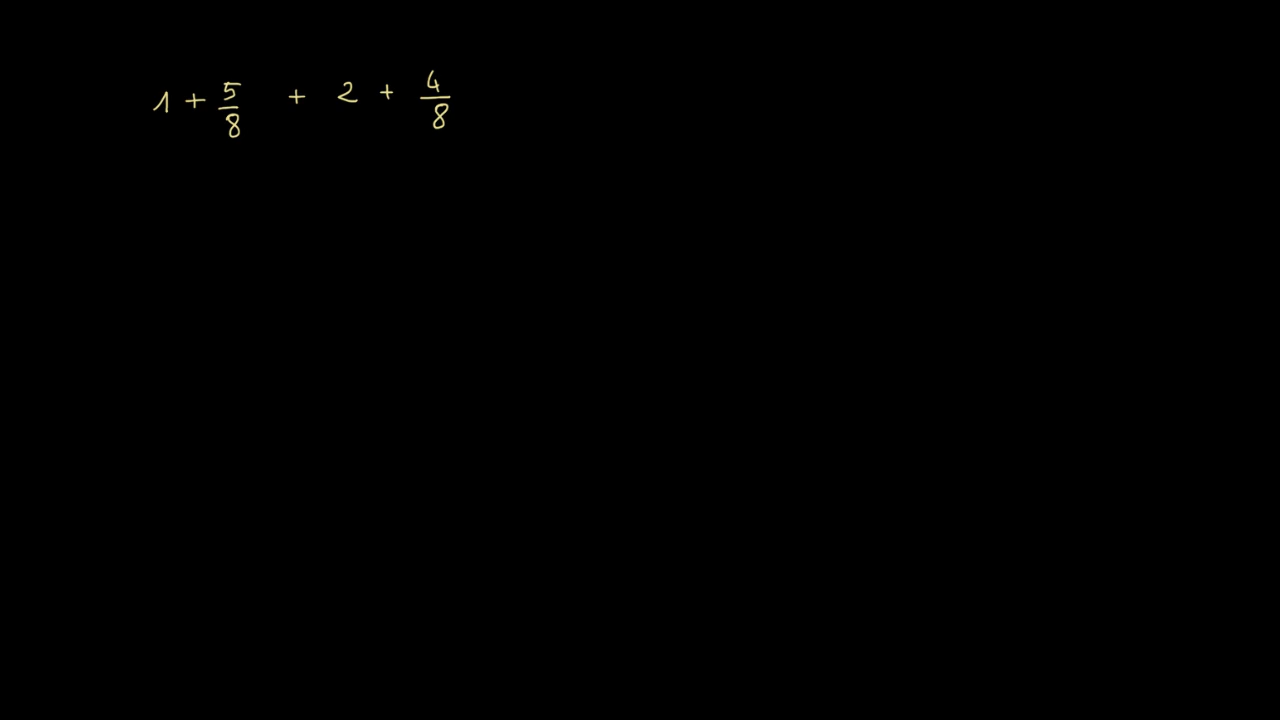 1 + 5/8 + 2 + 4/8